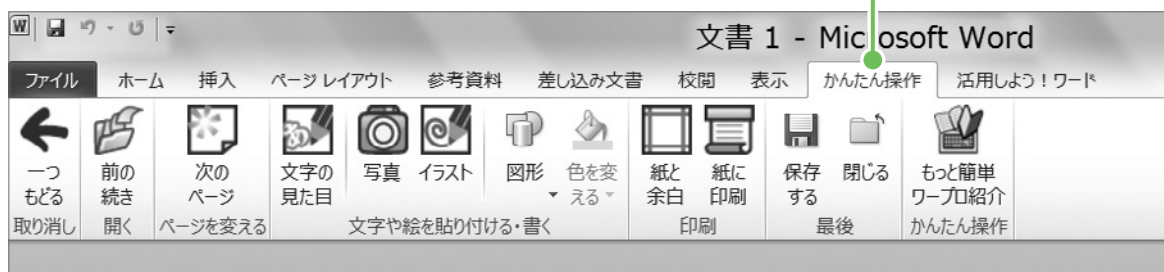 文書 1 - Microsoft Word
ファイル ホーム 挿入 ページ レイアウト 参考資料 差し込み文書 校閲 表示 かんたん操作 活用しよう！ワード
一つ もどる
前の 続き
次の ページ
文字の 見た目
写真
イラスト
図形
色を変 える
紙と 余白
紙に 印刷
保存 する
閉じる
もっと簡単 ワープロ紹介
取り消し 開く ページを変える 文字や絵を貼り付ける・書く 印刷 最後 かんたん操作